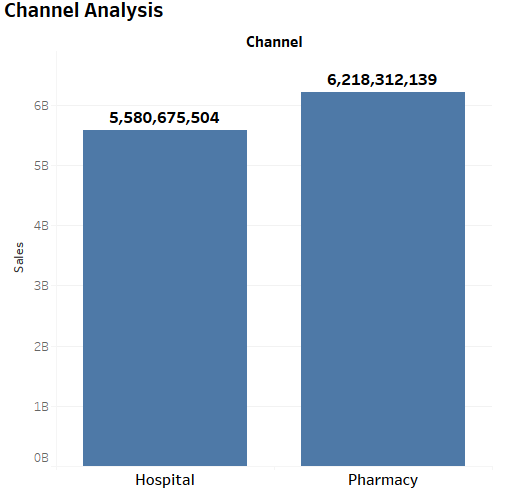 Channel Analysis
Channel
6,218,312,139
5,580,675,504
6B
5B
4B
3B
2B
1B
0B
Sales
Hospital Pharmacy